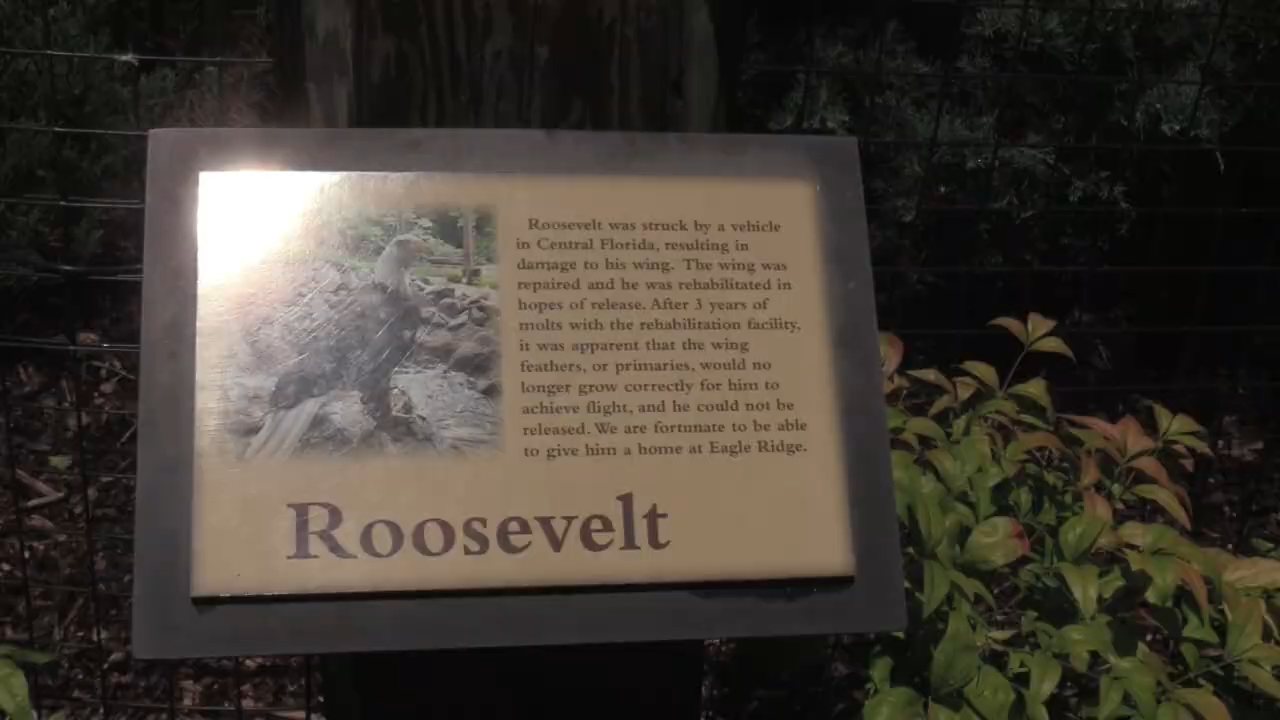 Roosevelt was struck by a vehicle
in Central Florida, resulting in
damage to his wing. The wing was
repaired and he was rehabilitated in
hopes of release. After 3 years of
molts with the rehabilitation facility,
it was apparent that the wing
feathers, or primaries, would no
longer grow correctly for him to
achieve flight, and he could not be
released. We are fortunate to be able
to give him a home at Eagle Ridge.
Roosevelt